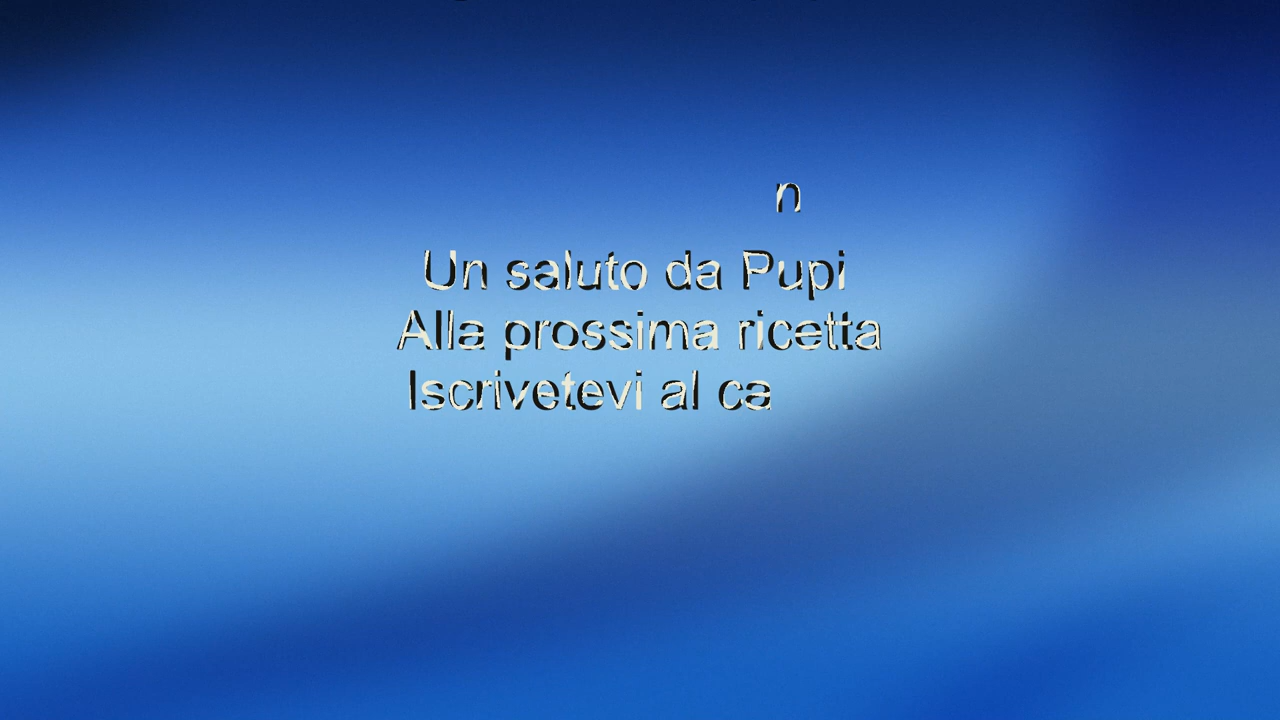 n
Un saluto da Pupi
Alla prossima ricetta
Iscrivetevi al ca